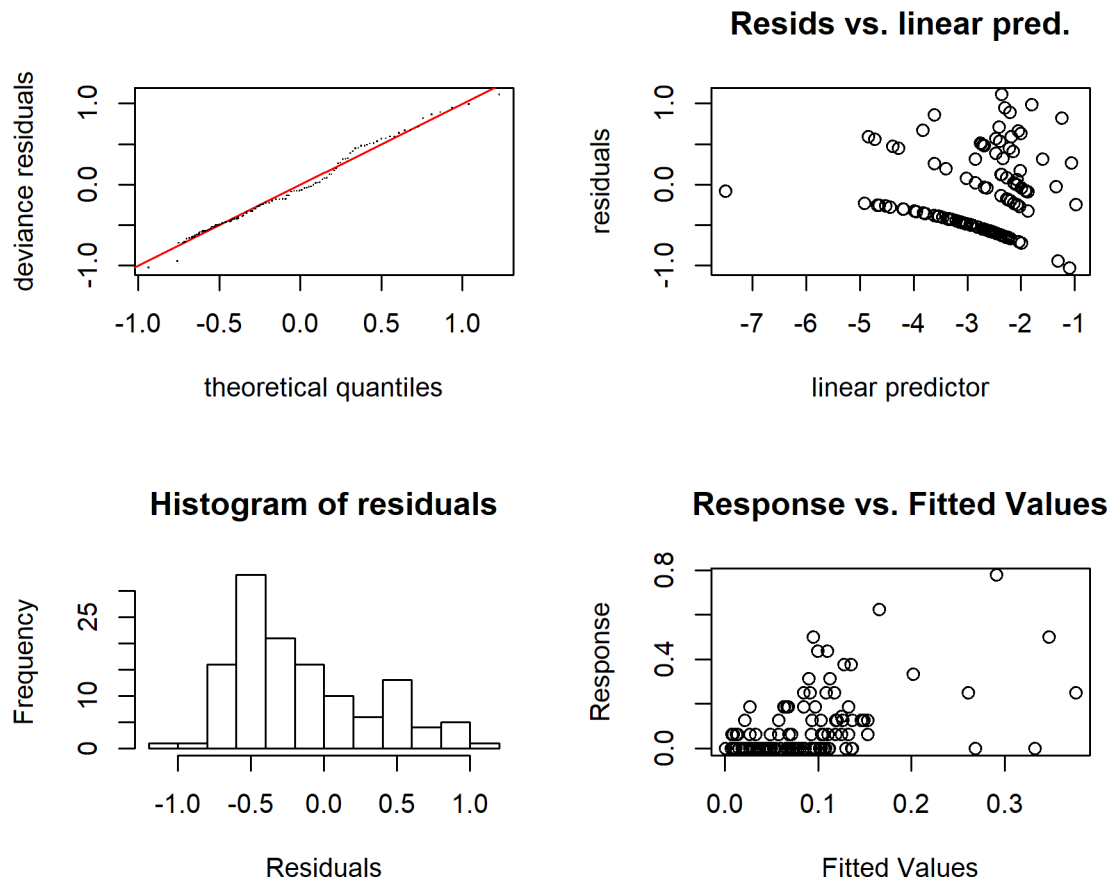 deviance residuals
-1.0 0.0 1.0
-1.0 -0.5 0.0 0.5 1.0
theoretical quantiles
Resids vs. linear pred.
residuals
-1.0 0.0 1.0
-7 -6 -5 -4 -3 -2 -1
linear predictor
Histogram of residuals
Frequency
0 10 25
-1.0 -0.5 0.0 0.5 1.0
Residuals
Response vs. Fitted Values
Response
0.0 0.4 0.8
0.0 0.1 0.2 0.3
Fitted Values